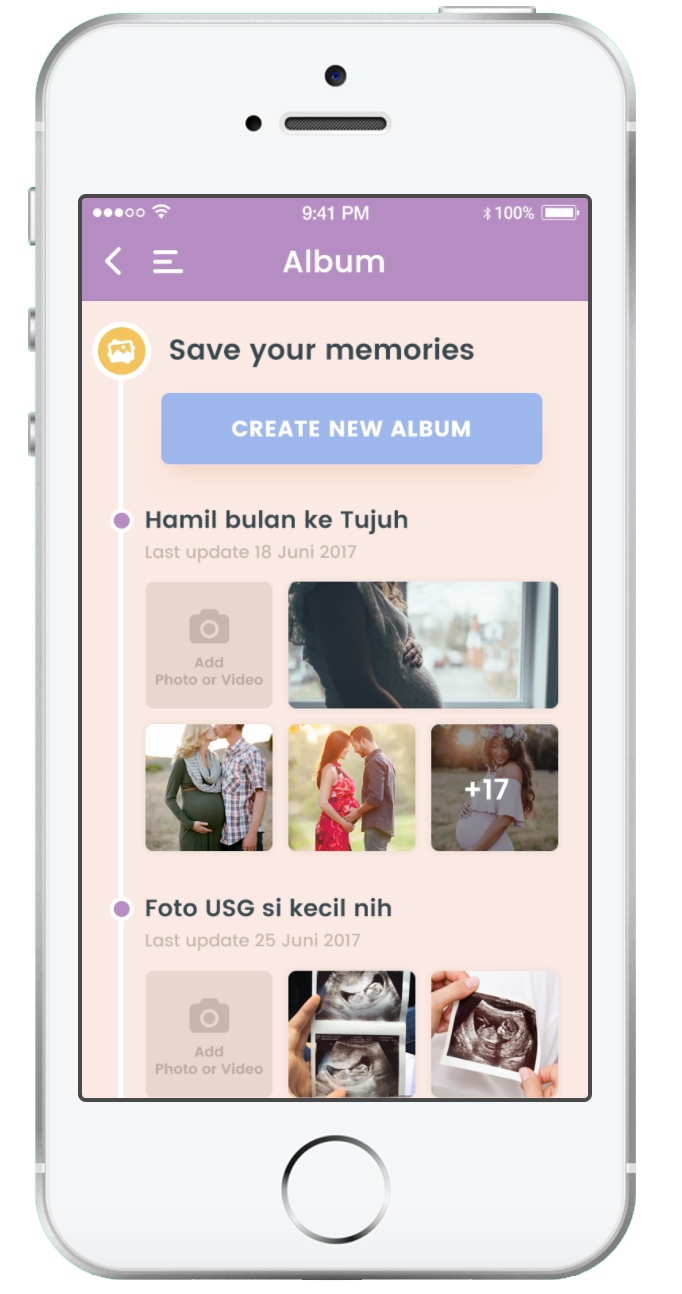 9:41 PM
100%
Album
Save your memories
CREATE NEW ALBUM
Hamil bulan ke Tujuh
Last update 18 Juni 2017
Add
Photo or Video
+17
Foto USG si kecil nih
Last update 25 Juni 2017
Add
Photo or Video